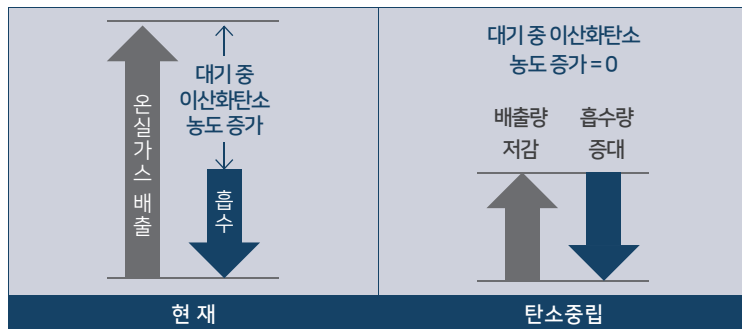 온실가스 배출
대기 중
이산화탄소
농도 증가
흡수
현 재
대기 중 이산화탄소
농도 증가 = 0
배출량
저감
흡수량
증대
탄소중립